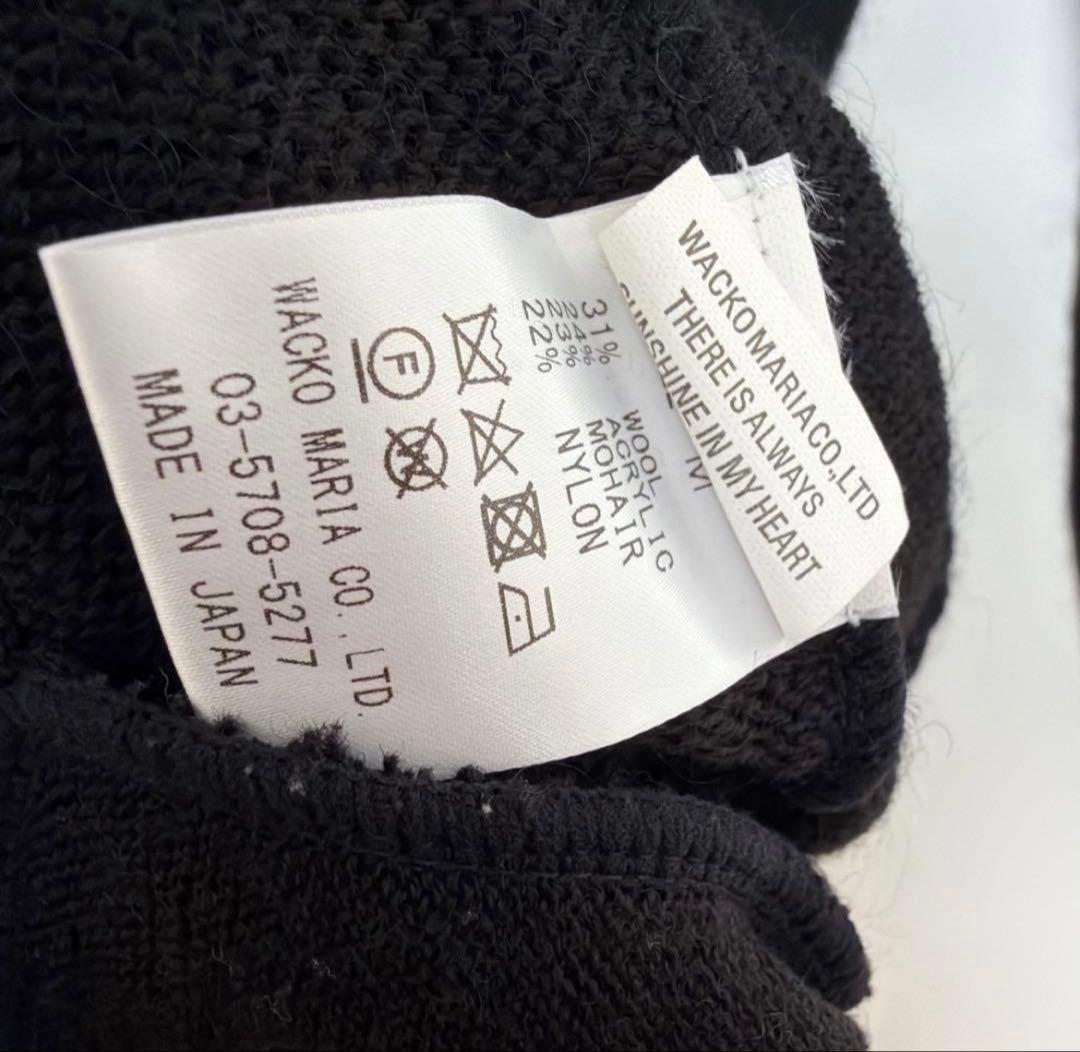 WACKOMARIACO.,LTD
THERE IS ALWAYS
SUNSHINE IN MY HEART
M
31% WOOL
24% ACRYLIC
23% MOHAIR
22% NYLON
F
W
WACKO MARIA CO.,LTD.
03-5708-5277
MADE IN JAPAN